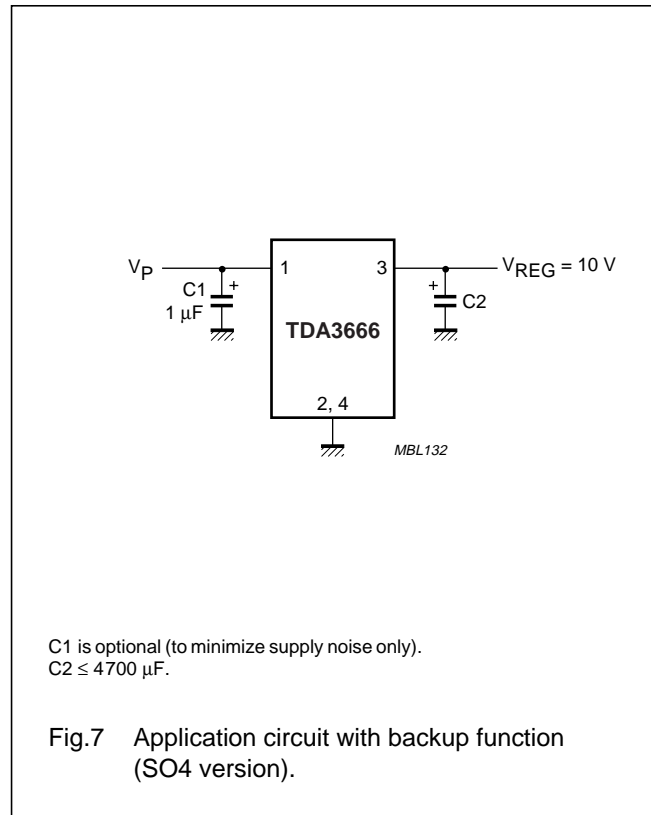 V_P
1
3
V_REG = 10 V
C1
+
1 μF
+
C2
TDA3666
2, 4
MBL132
C1 is optional (to minimize supply noise only).
C2 ≤ 4700 μF.
Fig.7 Application circuit with backup function
(SO4 version).